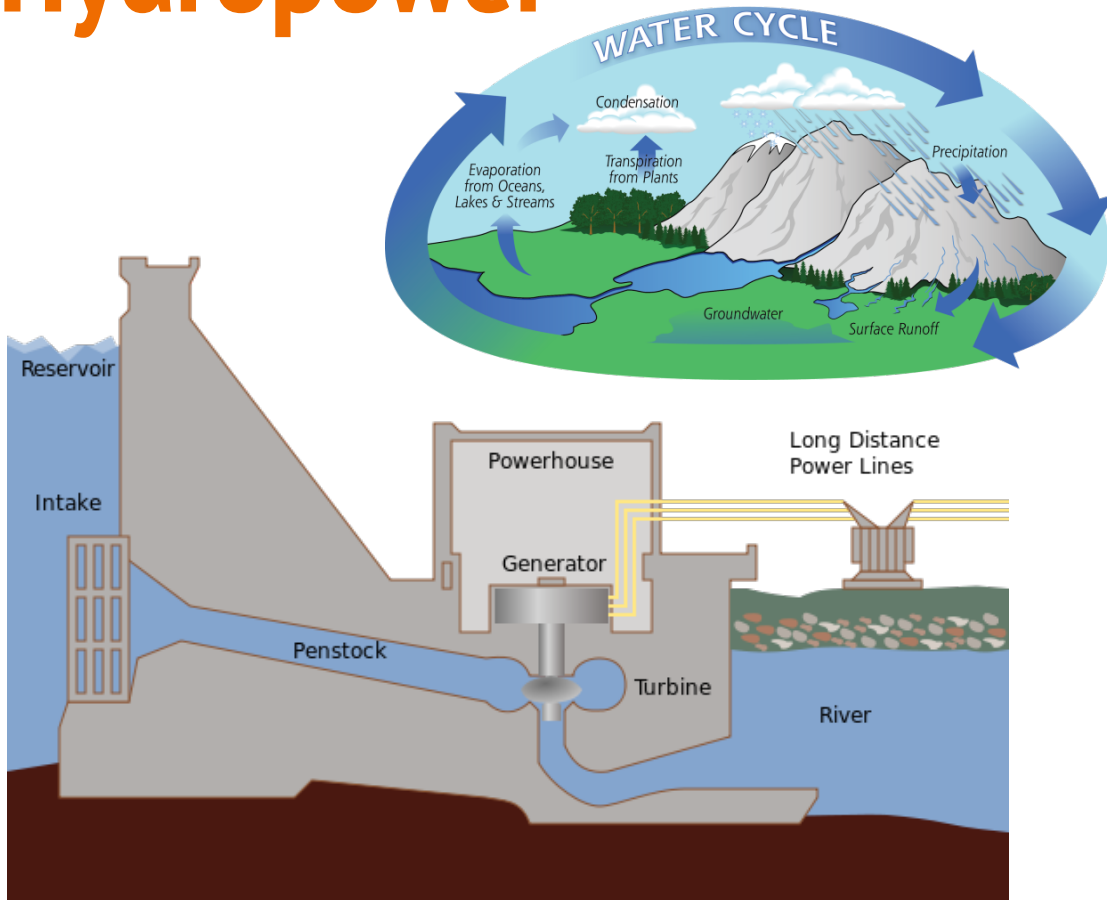 Hydropower
WATER CYCLE
Condensation
Precipitation
Evaporation
from Oceans,
Lakes & Streams
Transpiration
from Plants
Groundwater
Surface Runoff
Reservoir
Intake
Powerhouse
Long Distance
Power Lines
Generator
Penstock
Turbine
River